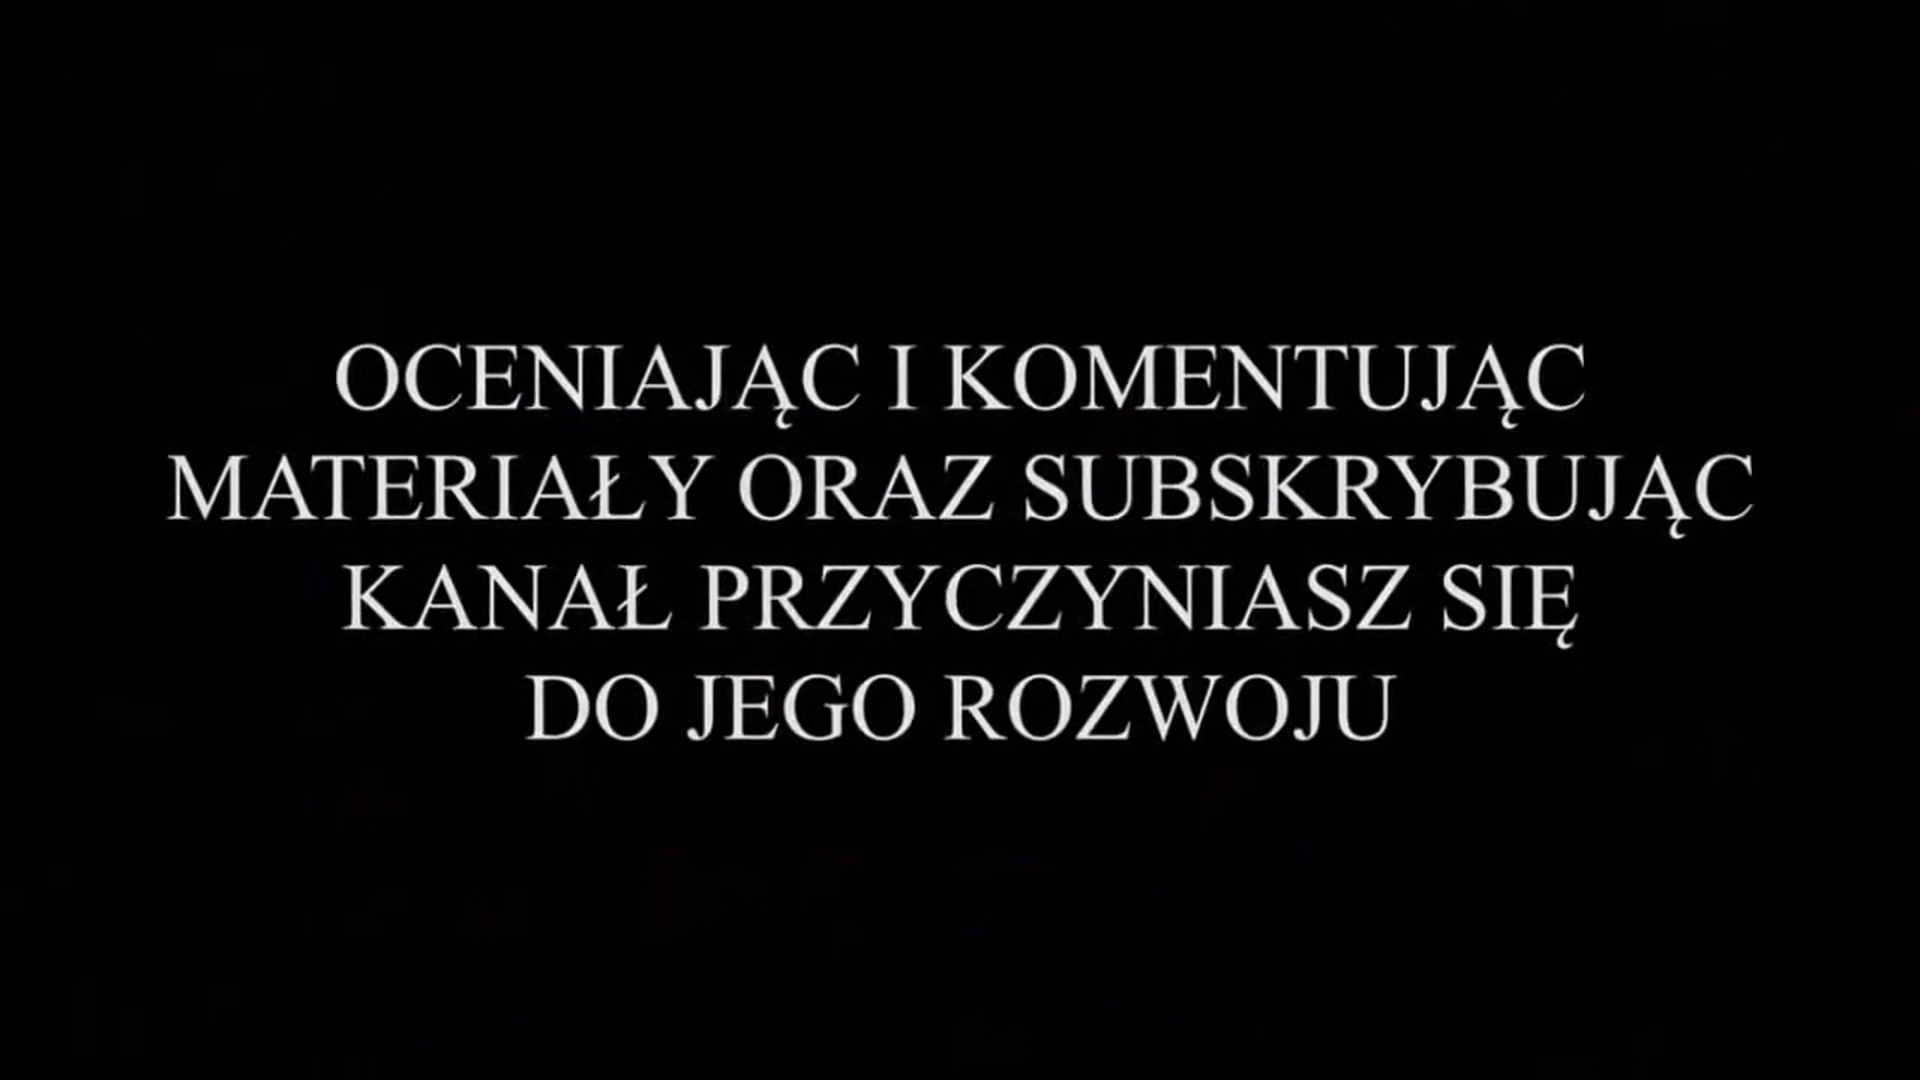 OCENIAJĄC I KOMENTUJĄC
MATERIAŁY ORAZ SUBSKRYBUJĄC
KANAŁ PRZYCZYNIASZ SIĘ
DO JEGO ROZWOJU